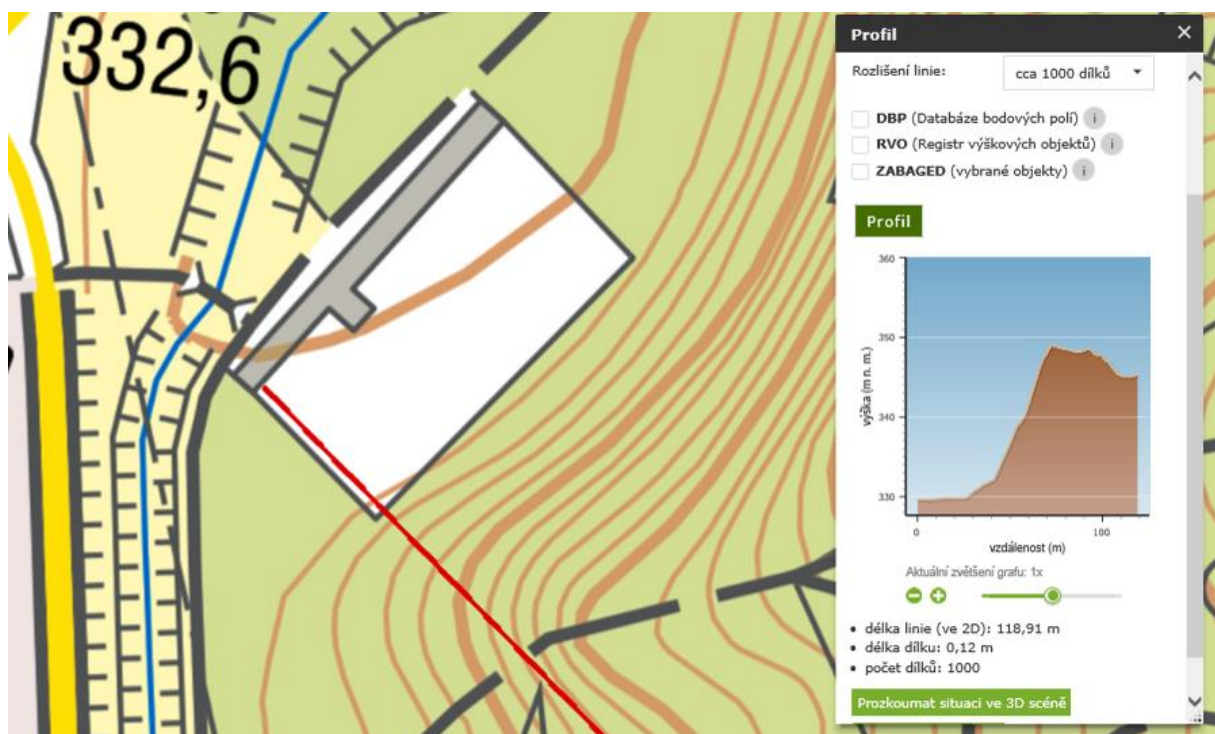 332,6
Profil
Rozlišení linie:
cca 1000 dílků
DBP (Databáze bodových polí) i
RVO (Registr výškových objektů) i
ZABAGED (vybrané objekty) i
Profil
360
350
340
330
výška (m n. m.)
0
100
vzdálenost (m)
Aktuální zvětšení grafu: 1x
• délka linie (ve 2D): 118,91 m
• délka dílku: 0,12 m
• počet dílků: 1000
Prozkoumat situaci ve 3D scéně